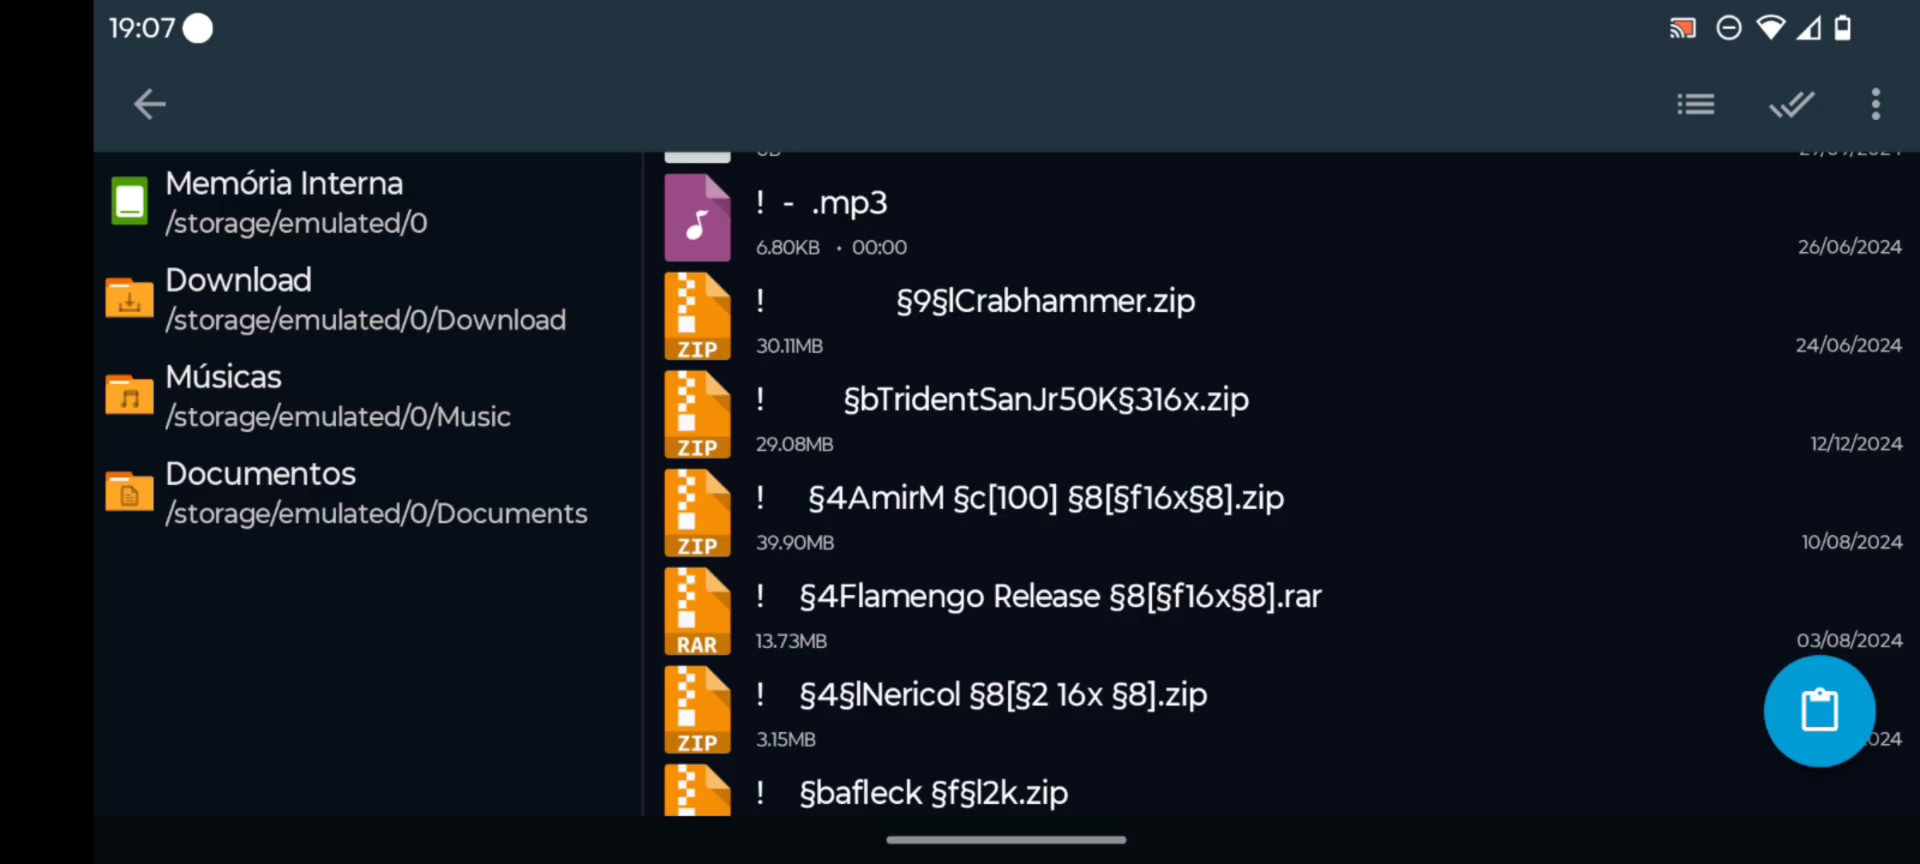 19:07
Memória Interna
/storage/emulated/0
Download
/storage/emulated/0/Download
Músicas
/storage/emulated/0/Music
Documentos
/storage/emulated/0/Documents
! - .mp3
6.80KB · 00:00
26/06/2024
! §9§lCrabhammer.zip
30.11MB
24/06/2024
! §bTridentSanJr50K§316x.zip
29.08MB
12/12/2024
ZIP
! §4AmirM §c[100] §8[§f16x§8].zip
39.90MB
10/08/2024
ZIP
! §4Flamengo Release §8[§f16x§8].rar
13.73MB
03/08/2024
RAR
! §4§lNericol §8[§2 16x §8].zip
3.15MB
024
ZIP
! §bafleck §f§l2k.zip